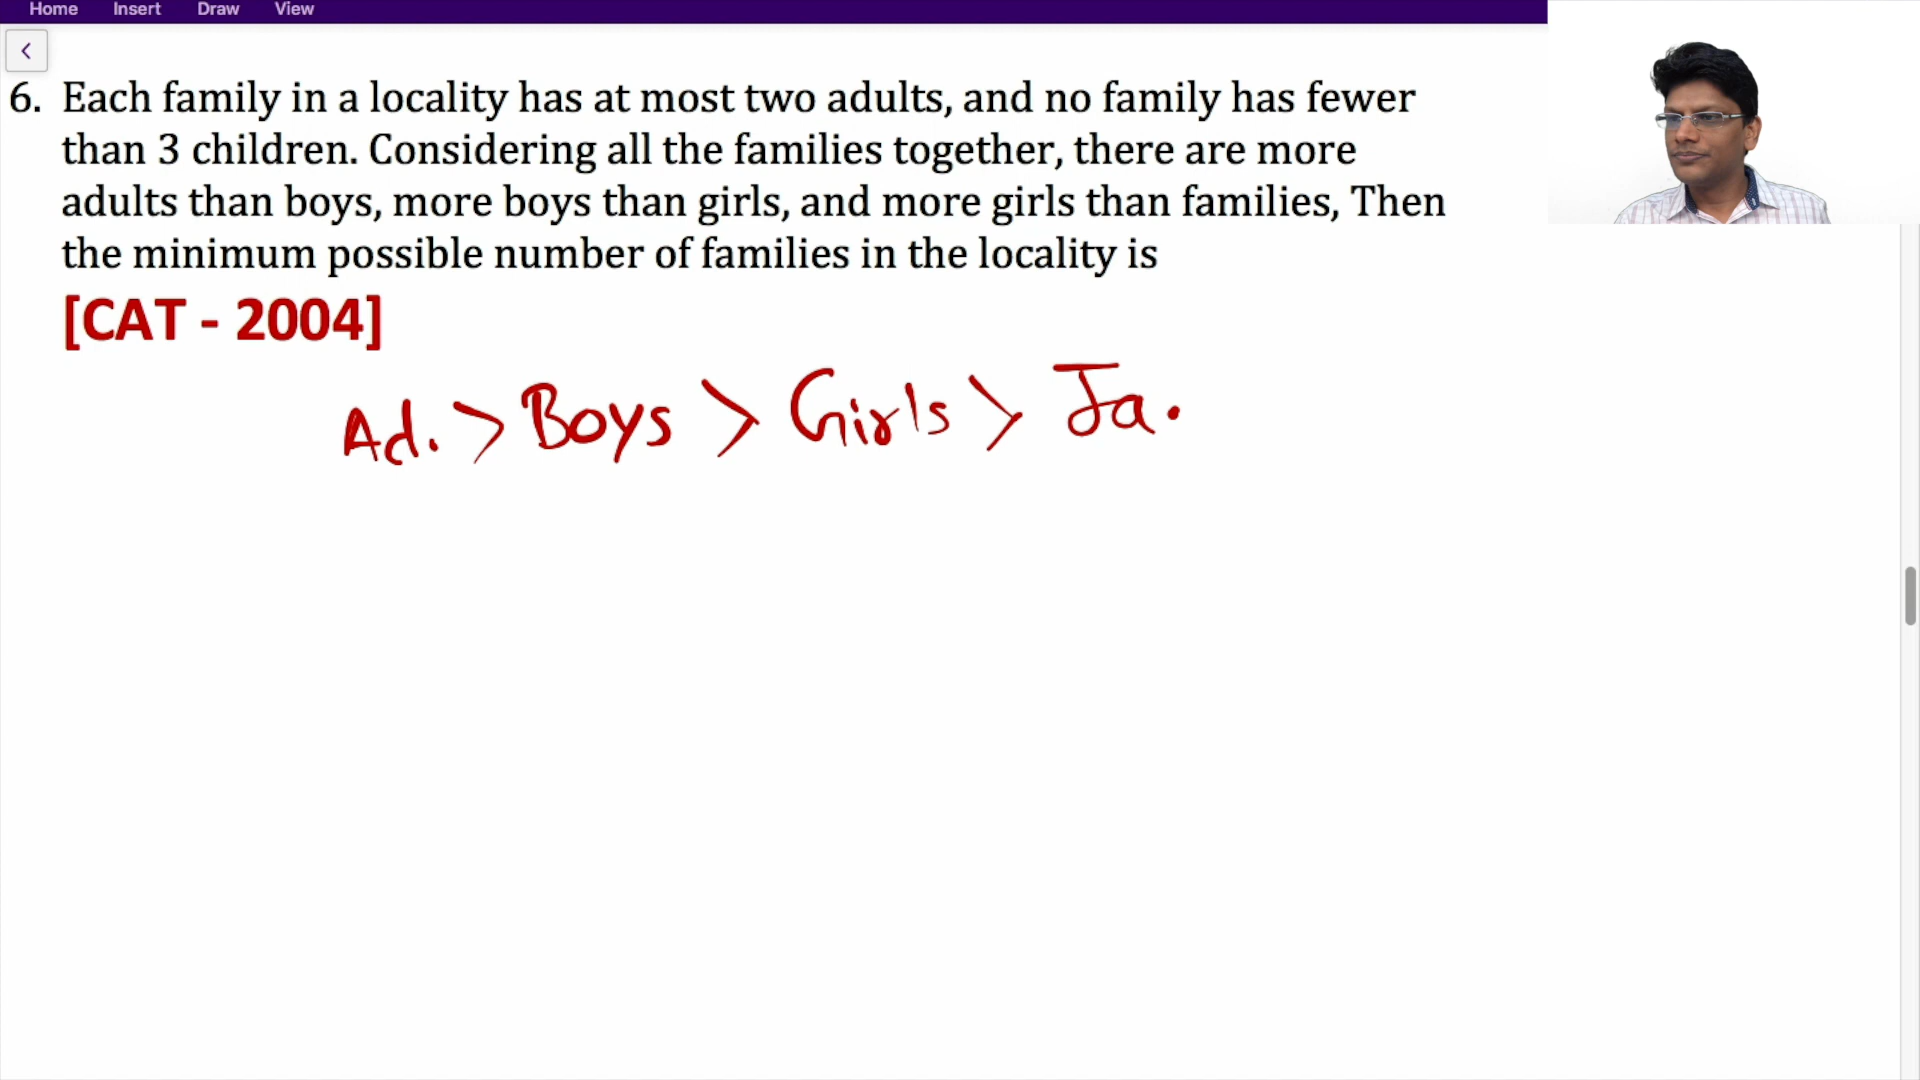 Home Insert Draw View
6. Each family in a locality has at most two adults, and no family has fewer
than 3 children. Considering all the families together, there are more
adults than boys, more boys than girls, and more girls than families, Then
the minimum possible number of families in the locality is
[CAT - 2004]
Ad. > Boys > Girls > Fa.